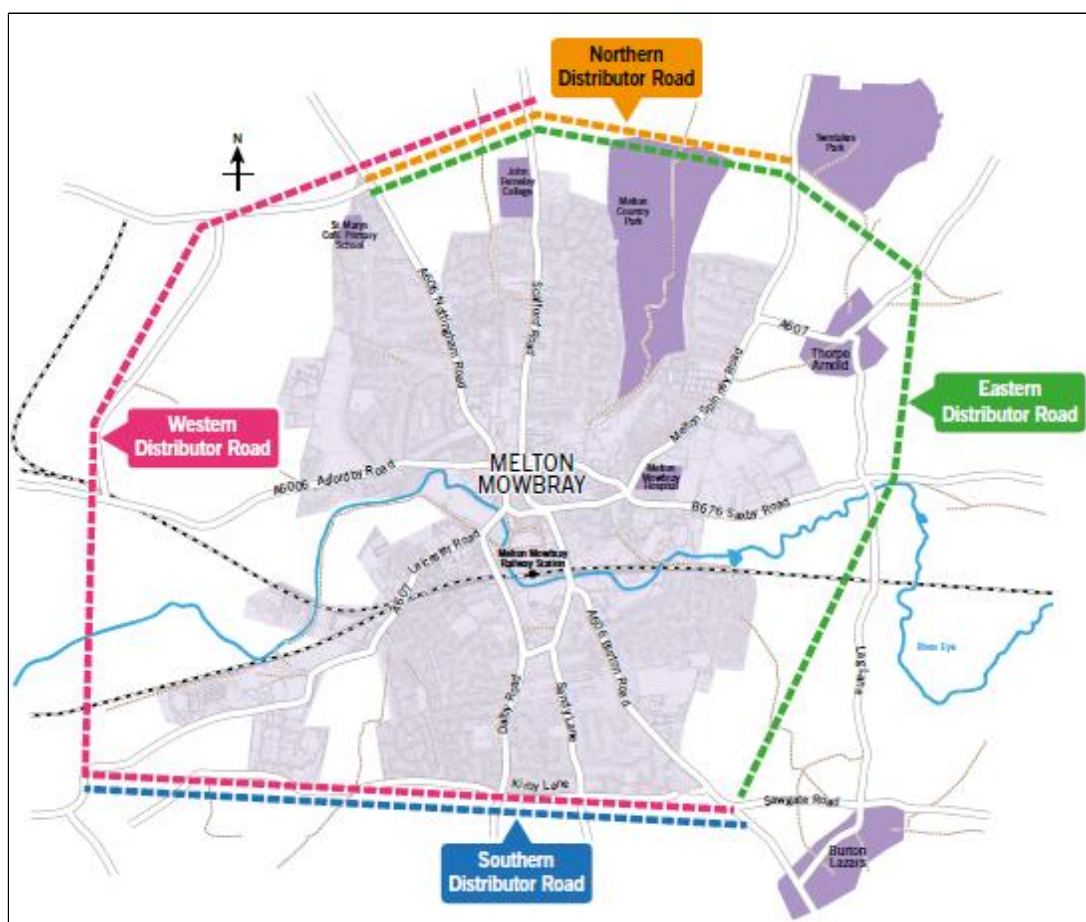 Northern
Distributor Road
N
Twinlakes
Park
John
Ferneley
College
Melton
Country
Park
St. Marys
CofE Primary
School
A606 Nottingham Road
Scalford Road
A607
Thorpe
Arnold
Melton Spinney Road
Eastern
Distributor Road
Western
Distributor Road
MELTON
MOWBRAY
A6006 Asfordby Road
Melton
Mowbray
Hospital
B676 Saxby Road
A607 Leicester Road
Melton Mowbray
Railway Station
A606 Burton Road
River Eye
Lag Lane
Dalby Road
Sandy Lane
Kirby Lane
Sawgate Road
Burton
Lazars
Southern
Distributor Road